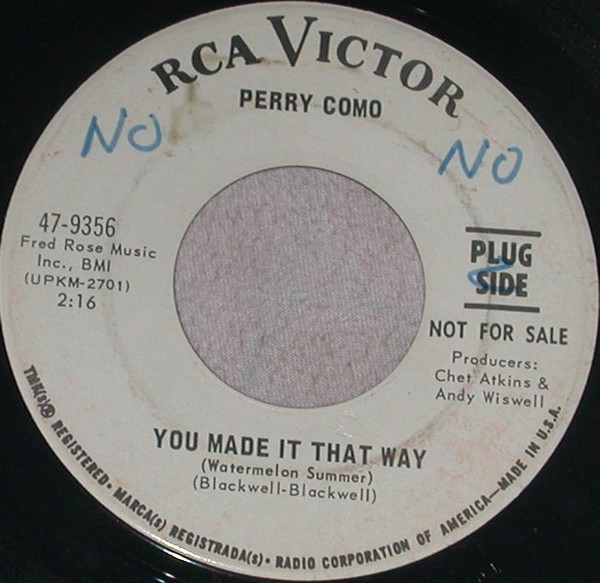 RCA VICTOR
PERRY COMO
NO
NO
47-9356
Fred Rose Music
Inc., BMI
(UPKM-2701)
2:16
PLUG
SIDE
NOT FOR SALE
Producers:
Chet Atkins &
Andy Wiswell
YOU MADE IT THAT WAY
(Watermelon Summer)
(Blackwell-Blackwell)
TMK(s)® REGISTERED • MARCA(s) REGISTRADA(s) • RADIO CORPORATION OF AMERICA—MADE IN U.S.A.